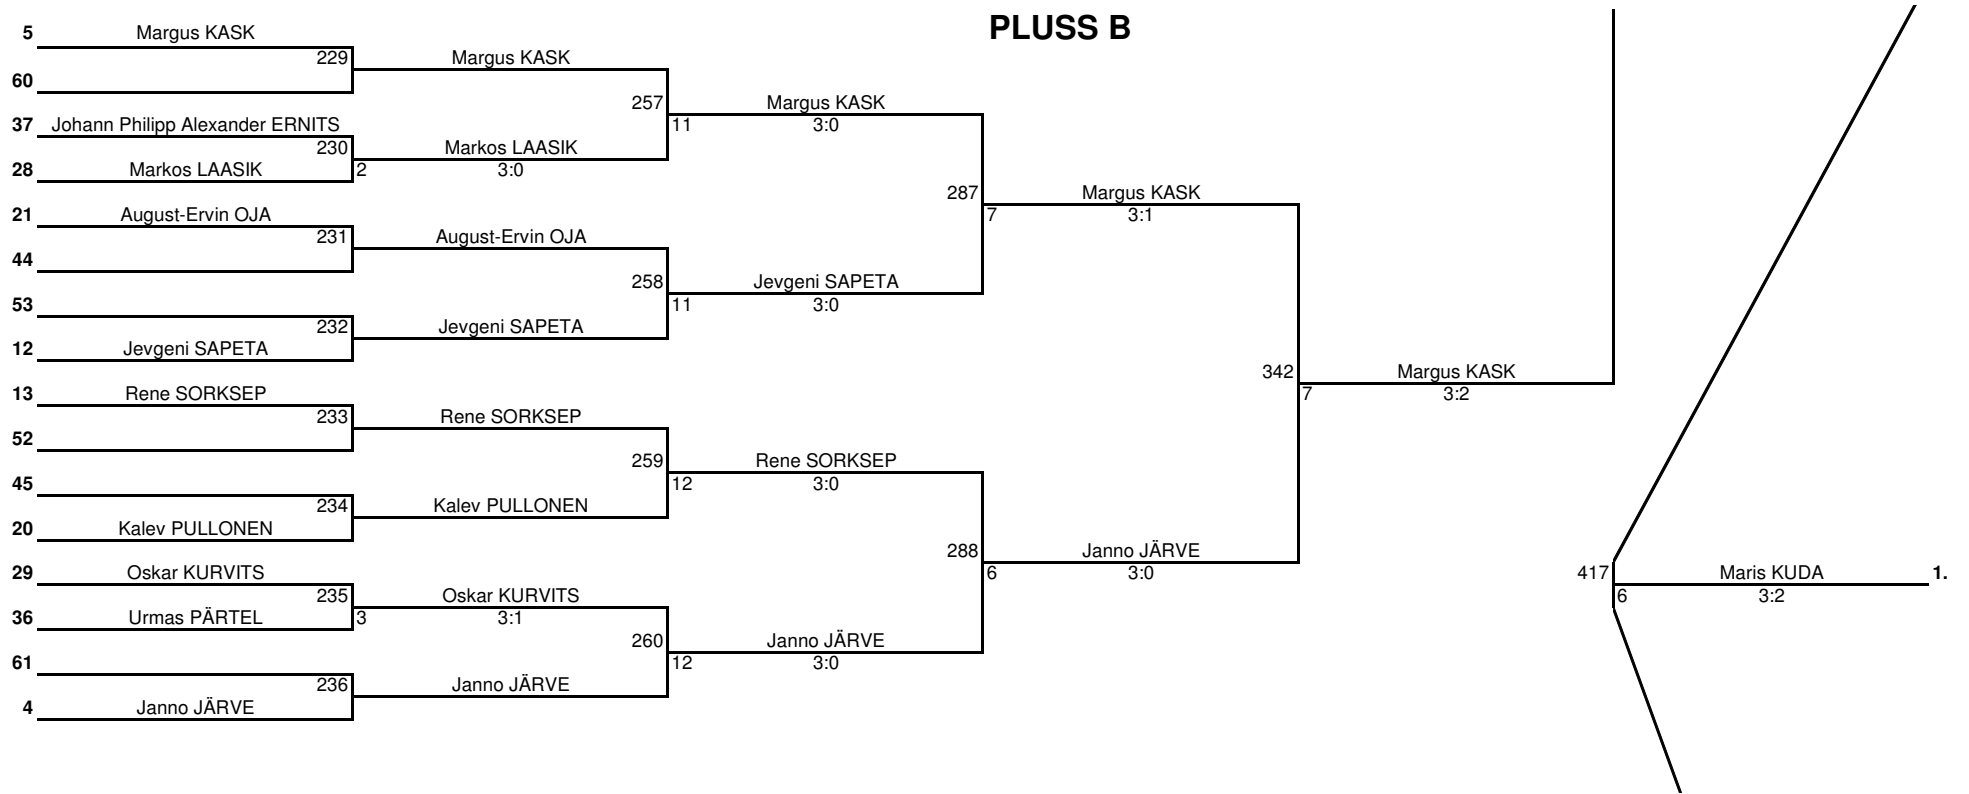 PLUSS B
5 Margus KASK
229 Margus KASK
60
257 Margus KASK
11 3:0
37 Johann Philipp Alexander ERNITS
230 Markos LAASIK
28 Markos LAASIK 2 3:0
287 Margus KASK
7 3:1
21 August-Ervin OJA
231 August-Ervin OJA
44
258 Jevgeni SAPETA
11 3:0
53
232 Jevgeni SAPETA
12 Jevgeni SAPETA
342 Margus KASK
7 3:2
13 Rene SORKSEP
233 Rene SORKSEP
52
259 Rene SORKSEP
12 3:0
45
234 Kalev PULLONEN
20 Kalev PULLONEN
288 Janno JÄRVE
6 3:0
29 Oskar KURVITS
235 Oskar KURVITS
36 Urmas PÄRTEL 3 3:1
260 Janno JÄRVE
12 3:0
61
236 Janno JÄRVE
4 Janno JÄRVE
417 Maris KUDA 1.
6 3:2